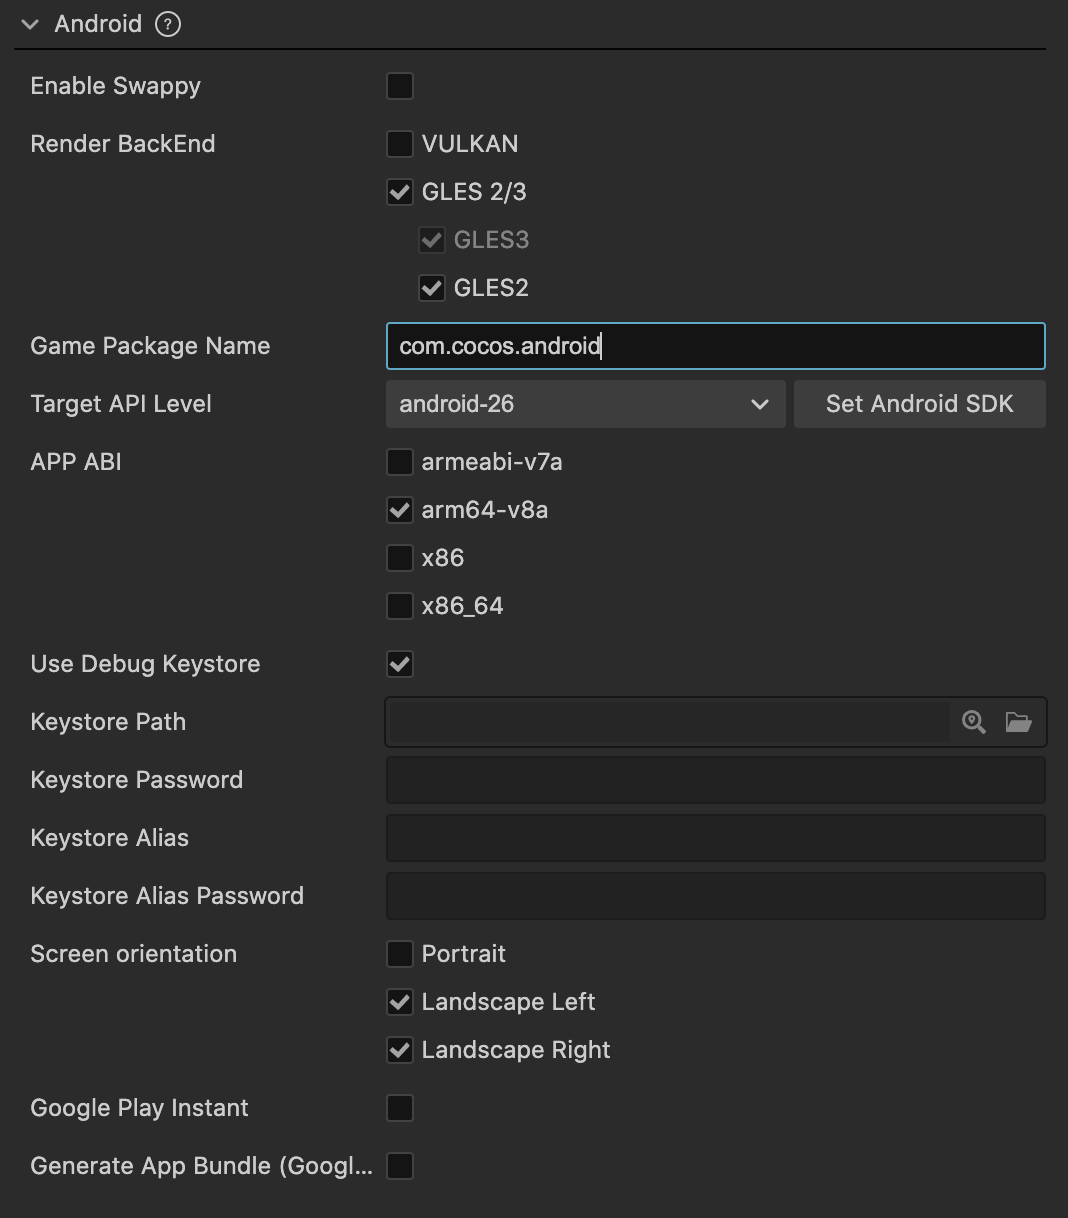 Android ?
Enable Swappy
Render BackEnd VULKAN
GLES 2/3
GLES3
GLES2
Game Package Name com.cocos.android
Target API Level android-26 Set Android SDK
APP ABI armeabi-v7a
arm64-v8a
x86
x86_64
Use Debug Keystore
Keystore Path
Keystore Password
Keystore Alias
Keystore Alias Password
Screen orientation Portrait
Landscape Left
Landscape Right
Google Play Instant
Generate App Bundle (Googl...